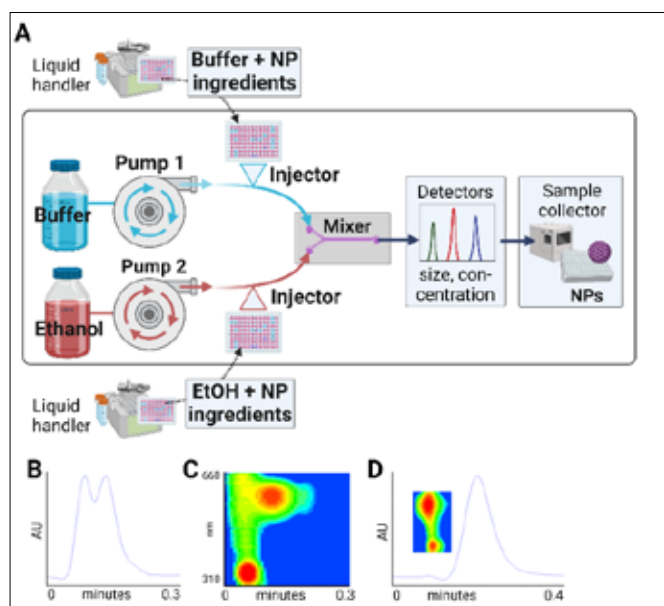 A
Liquid
handler
Buffer + NP
ingredients
Pump 1
Injector
Buffer
Mixer
Detectors
size, con-
centration
Sample
collector
NPs
Pump 2
Injector
Ethanol
Liquid
handler
EtOH + NP
ingredients
B
AU
0 minutes 0.3
C
660
nm
310
0 minutes 0.3
D
AU
0 minutes 0.4